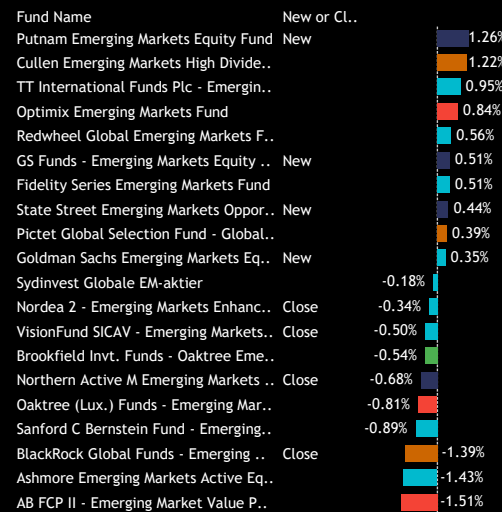 Fund Name New or Cl..
Putnam Emerging Markets Equity Fund New 1.26%
Cullen Emerging Markets High Divide.. 1.22%
TT International Funds Plc - Emergin.. 0.95%
Optimix Emerging Markets Fund 0.84%
Redwheel Global Emerging Markets F.. 0.56%
GS Funds - Emerging Markets Equity .. New 0.51%
Fidelity Series Emerging Markets Fund 0.51%
State Street Emerging Markets Oppor.. New 0.44%
Pictet Global Selection Fund - Global.. 0.39%
Goldman Sachs Emerging Markets Eq.. New 0.35%
Sydinvest Globale EM-aktier -0.18%
Nordea 2 - Emerging Markets Enhanc.. Close -0.34%
VisionFund SICAV - Emerging Markets.. Close -0.50%
Brookfield Invt. Funds - Oaktree Eme.. -0.54%
Northern Active M Emerging Markets .. Close -0.68%
Oaktree (Lux.) Funds - Emerging Mar.. -0.81%
Sanford C Bernstein Fund - Emerging.. -0.89%
BlackRock Global Funds - Emerging .. Close -1.39%
Ashmore Emerging Markets Active Eq.. -1.43%
AB FCP II - Emerging Market Value P.. -1.51%